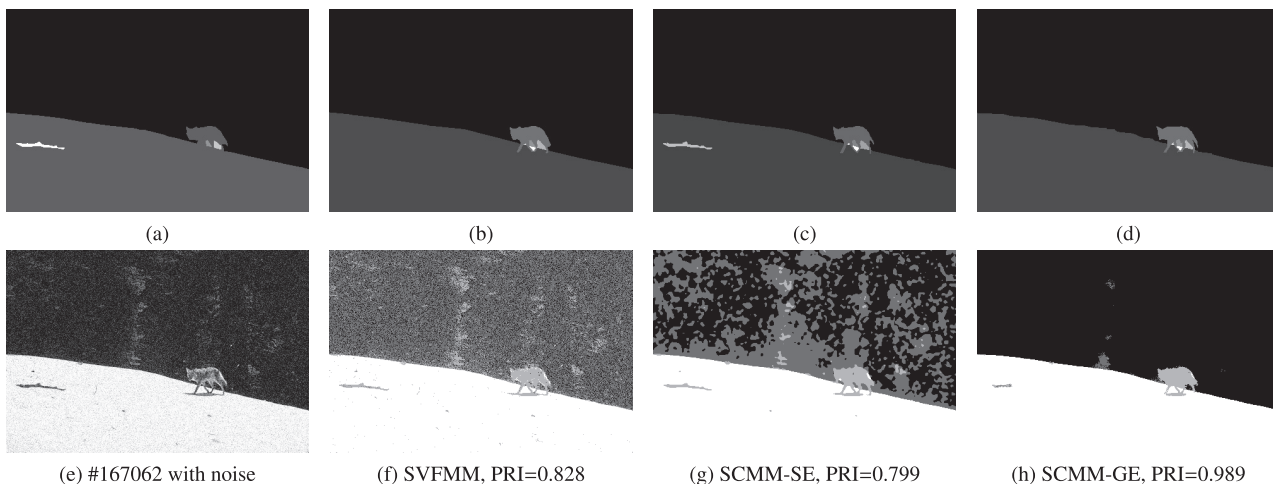 (a)
(b)
(c)
(d)
(e) #167062 with noise
(f) SVFMM, PRI=0.828
(g) SCMM-SE, PRI=0.799
(h) SCMM-GE, PRI=0.989